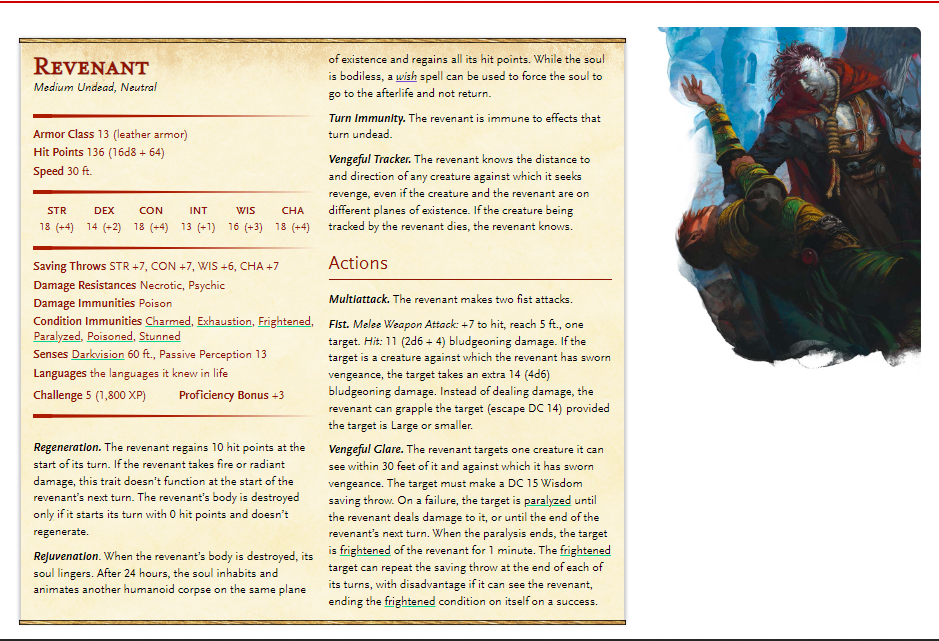 REVENANT
Medium Undead, Neutral
Armor Class 13 (leather armor)
Hit Points 136 (16d8 + 64)
Speed 30 ft.
STR DEX CON INT WIS CHA
18 (+4) 14 (+2) 18 (+4) 13 (+1) 16 (+3) 18 (+4)
Saving Throws STR +7, CON +7, WIS +6, CHA +7
Damage Resistances Necrotic, Psychic
Damage Immunities Poison
Condition Immunities Charmed, Exhaustion, Frightened,
Paralyzed, Poisoned, Stunned
Senses Darkvision 60 ft., Passive Perception 13
Languages the languages it knew in life
Challenge 5 (1,800 XP) Proficiency Bonus +3
Regeneration. The revenant regains 10 hit points at the
start of its turn. If the revenant takes fire or radiant
damage, this trait doesn't function at the start of the
revenant's next turn. The revenant's body is destroyed
only if it starts its turn with 0 hit points and doesn't
regenerate.
Rejuvenation. When the revenant's body is destroyed, its
soul lingers. After 24 hours, the soul inhabits and
animates another humanoid corpse on the same plane
of existence and regains all its hit points. While the soul
is bodiless, a wish spell can be used to force the soul to
go to the afterlife and not return.
Turn Immunity. The revenant is immune to effects that
turn undead.
Vengeful Tracker. The revenant knows the distance to
and direction of any creature against which it seeks
revenge, even if the creature and the revenant are on
different planes of existence. If the creature being
tracked by the revenant dies, the revenant knows.
Actions
Multiattack. The revenant makes two fist attacks.
Fist. Melee Weapon Attack: +7 to hit, reach 5 ft., one
target. Hit: 11 (2d6 + 4) bludgeoning damage. If the
target is a creature against which the revenant has sworn
vengeance, the target takes an extra 14 (4d6)
bludgeoning damage. Instead of dealing damage, the
revenant can grapple the target (escape DC 14) provided
the target is Large or smaller.
Vengeful Glare. The revenant targets one creature it can
see within 30 feet of it and against which it has sworn
vengeance. The target must make a DC 15 Wisdom
saving throw. On a failure, the target is paralyzed until
the revenant deals damage to it, or until the end of the
revenant's next turn. When the paralysis ends, the target
is frightened of the revenant for 1 minute. The frightened
target can repeat the saving throw at the end of each of
its turns, with disadvantage if it can see the revenant,
ending the frightened condition on itself on a success.